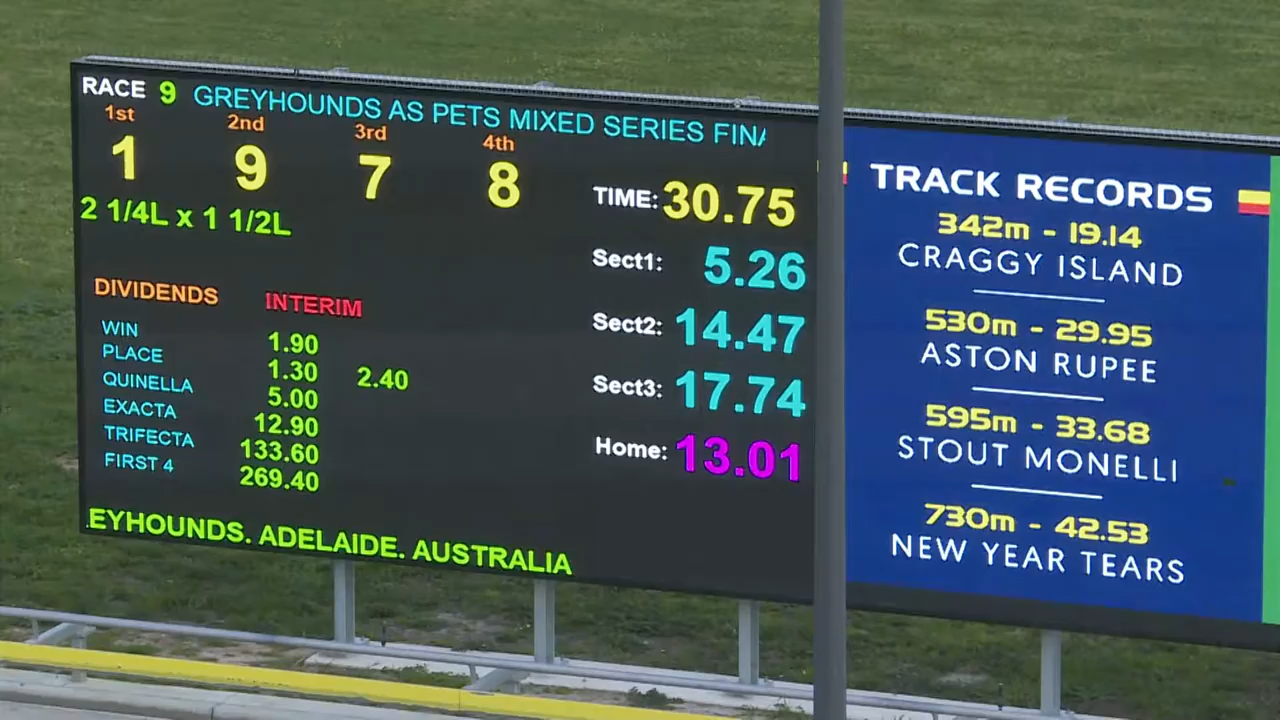 RACE 9 GREYHOUNDS AS PETS MIXED SERIES FINA
1st 2nd 3rd 4th
1 9 7 8
2 1/4L x 1 1/2L
TIME: 30.75
Sect1: 5.26
Sect2: 14.47
Sect3: 17.74
Home: 13.01
DIVIDENDS INTERIM
WIN 1.90
PLACE 1.30 2.40
QUINELLA 5.00
EXACTA 12.90
TRIFECTA 133.60
FIRST 4 269.40
EYHOUNDS. ADELAIDE. AUSTRALIA
TRACK RECORDS
342m - 19.14
CRAGGY ISLAND
530m - 29.95
ASTON RUPEE
595m - 33.68
STOUT MONELLI
730m - 42.53
NEW YEAR TEARS